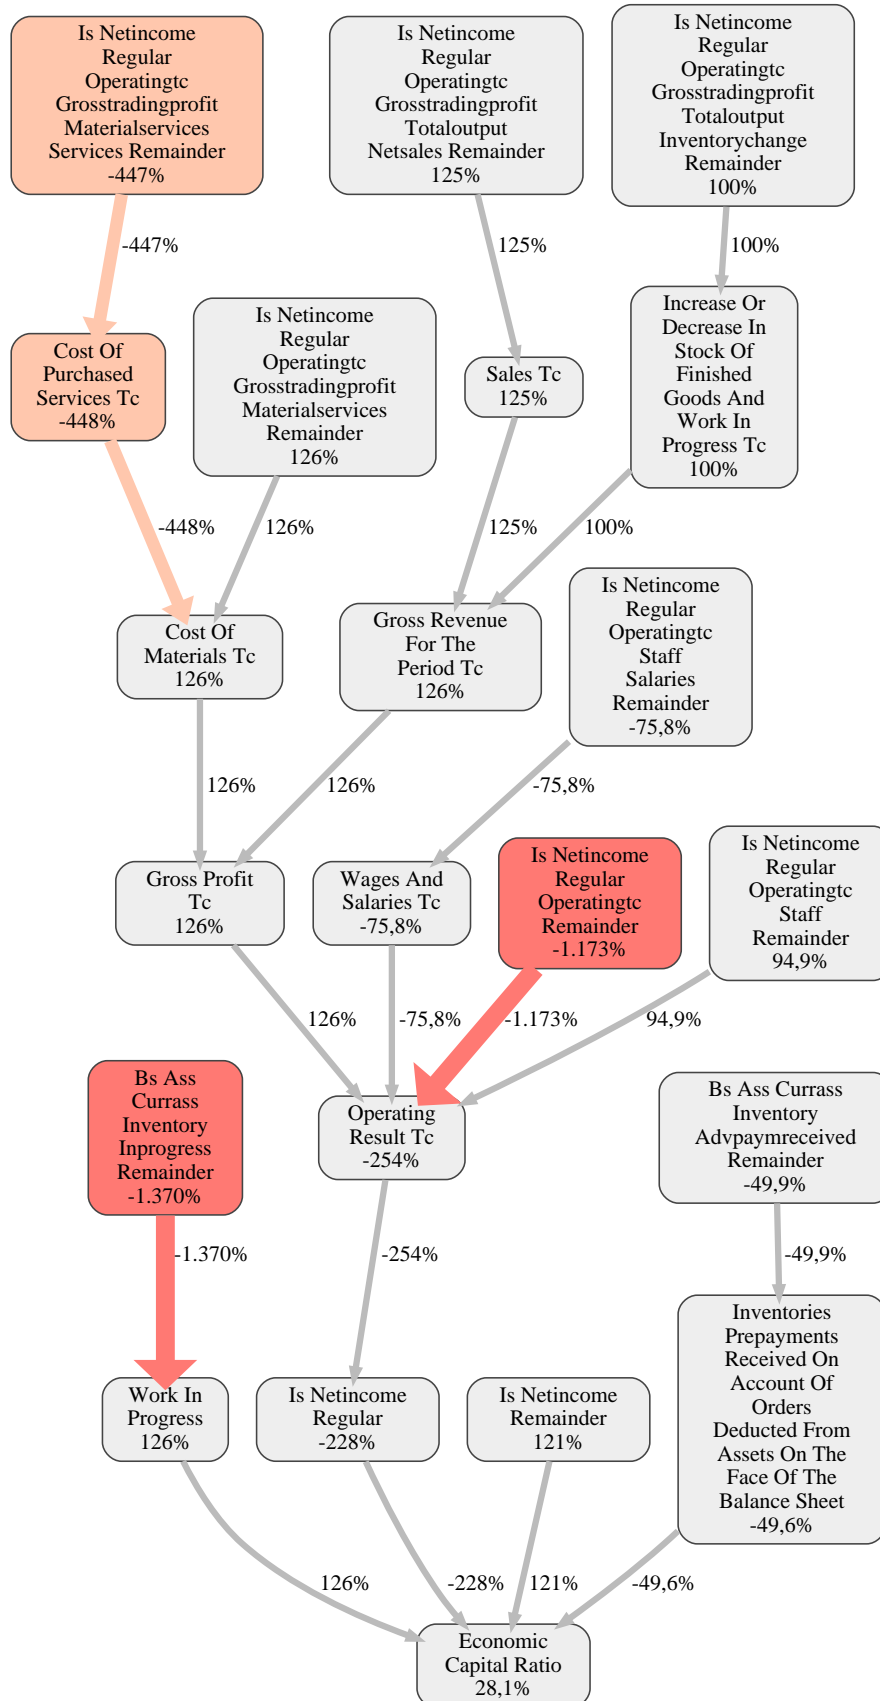 Is Netincome
Regular
Operatingtc
Grosstradingprofit
Materialservices
Services Remainder
-447%
Is Netincome
Regular
Operatingtc
Grosstradingprofit
Totaloutput
Netsales Remainder
125%
Is Netincome
Regular
Operatingtc
Grosstradingprofit
Totaloutput
Inventorychange
Remainder
100%
-447%
125%
100%
Cost Of
Purchased
Services Tc
-448%
Is Netincome
Regular
Operatingtc
Grosstradingprofit
Materialservices
Remainder
126%
Sales Tc
125%
Increase Or
Decrease In
Stock Of
Finished
Goods And
Work In
Progress Tc
100%
-448%
126%
125%
100%
Cost Of
Materials Tc
126%
Gross Revenue
For The
Period Tc
126%
Is Netincome
Regular
Operatingtc
Staff
Salaries
Remainder
-75,8%
126%
126%
-75,8%
Gross Profit
Tc
126%
Wages And
Salaries Tc
-75,8%
Is Netincome
Regular
Operatingtc
Remainder
-1.173%
Is Netincome
Regular
Operatingtc
Staff
Remainder
94,9%
126%
-75,8%
-1.173%
94,9%
Bs Ass
Currass
Inventory
Inprogress
Remainder
-1.370%
Operating
Result Tc
-254%
Bs Ass Currass
Inventory
Advpaymreceived
Remainder
-49,9%
-1.370%
-254%
-49,9%
Work In
Progress
126%
Is Netincome
Regular
-228%
Is Netincome
Remainder
121%
Inventories
Prepayments
Received On
Account Of
Orders
Deducted From
Assets On The
Face Of The
Balance Sheet
-49,6%
126%
-228%
121%
-49,6%
Economic
Capital Ratio
28,1%